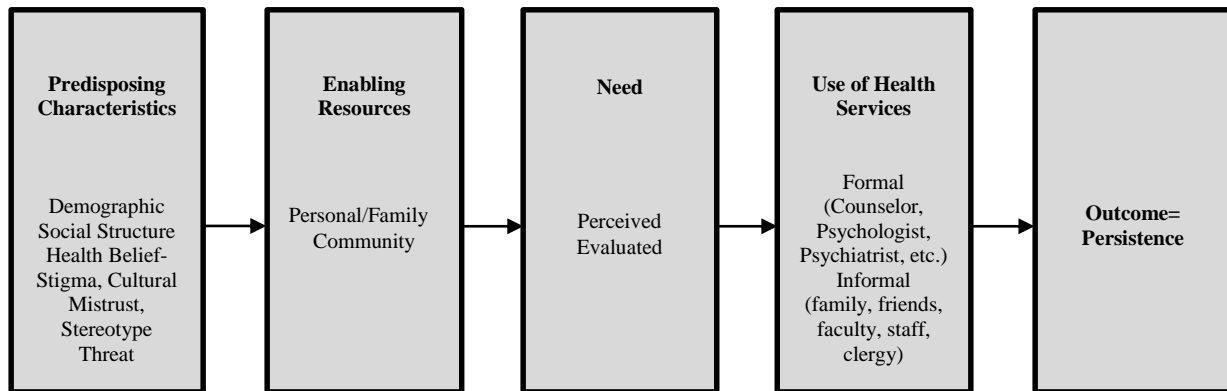 Predisposing
Characteristics
Demographic
Social Structure
Health Belief-
Stigma, Cultural
Mistrust,
Stereotype
Threat
Enabling
Resources
Personal/Family
Community
Need
Perceived
Evaluated
Use of Health
Services
Formal
(Counselor,
Psychologist,
Psychiatrist, etc.)
Informal
(family, friends,
faculty, staff,
clergy)
Outcome=
Persistence